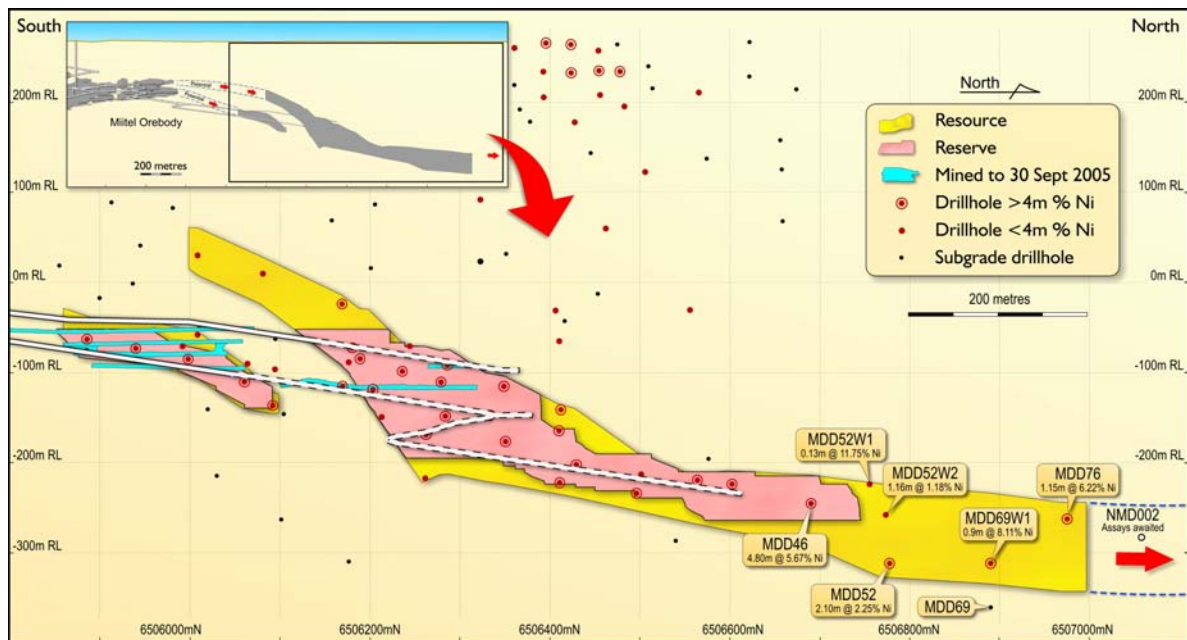 South
North
Potential
Potential
Miitel Orebody
200 metres
North
Resource
Reserve
Mined to 30 Sept 2005
Drillhole >4m % Ni
Drillhole <4m % Ni
Subgrade drillhole
200 metres
200m RL
200m RL
100m RL
100m RL
0m RL
0m RL
-100m RL
-100m RL
-200m RL
-200m RL
-300m RL
-300m RL
MDD52W1
0.13m @ 11.75% Ni
MDD52W2
1.16m @ 1.18% Ni
MDD76
1.15m @ 6.22% Ni
NMD002
Assays awaited
MDD69W1
0.9m @ 8.11% Ni
MDD46
4.80m @ 5.67% Ni
MDD52
2.10m @ 2.25% Ni
MDD69
6506000mN
6506200mN
6506400mN
6506600mN
6506800mN
6507000mN